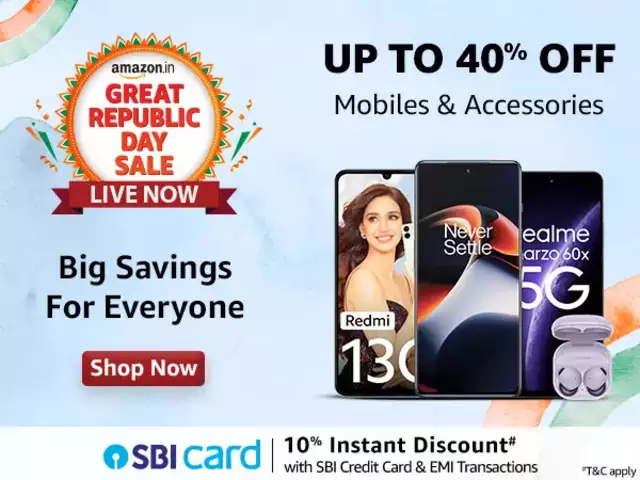 amazon.in
GREAT
REPUBLIC
DAY
SALE
LIVE NOW
Big Savings
For Everyone
Shop Now
UP TO 40% OFF
Mobiles & Accessories
Redmi
13C
Never
Settle
realme
narzo 60x
5G
SBI card
10% Instant Discount#
with SBI Credit Card & EMI Transactions
#T&C apply